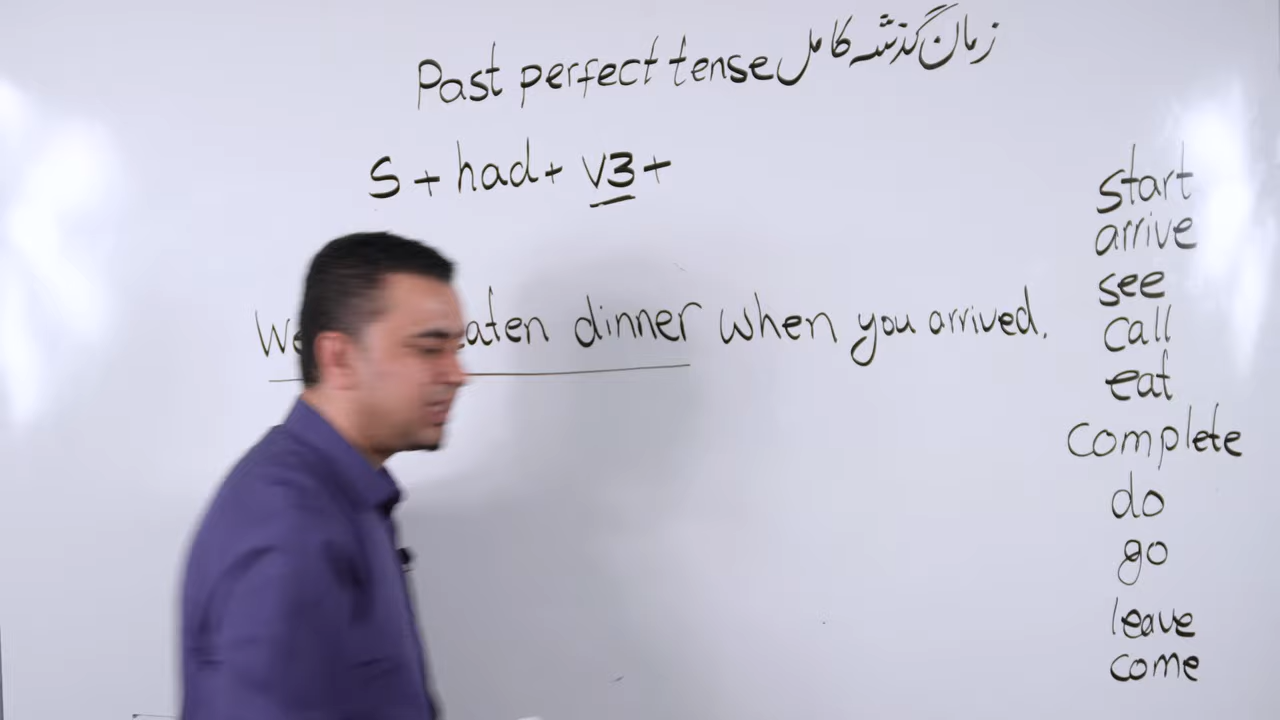 Past perfect tense زمان گذشته کامل
S + had + V3 +
We eaten dinner when you arrived.
start
arrive
see
call
eat
complete
do
go
leave
come